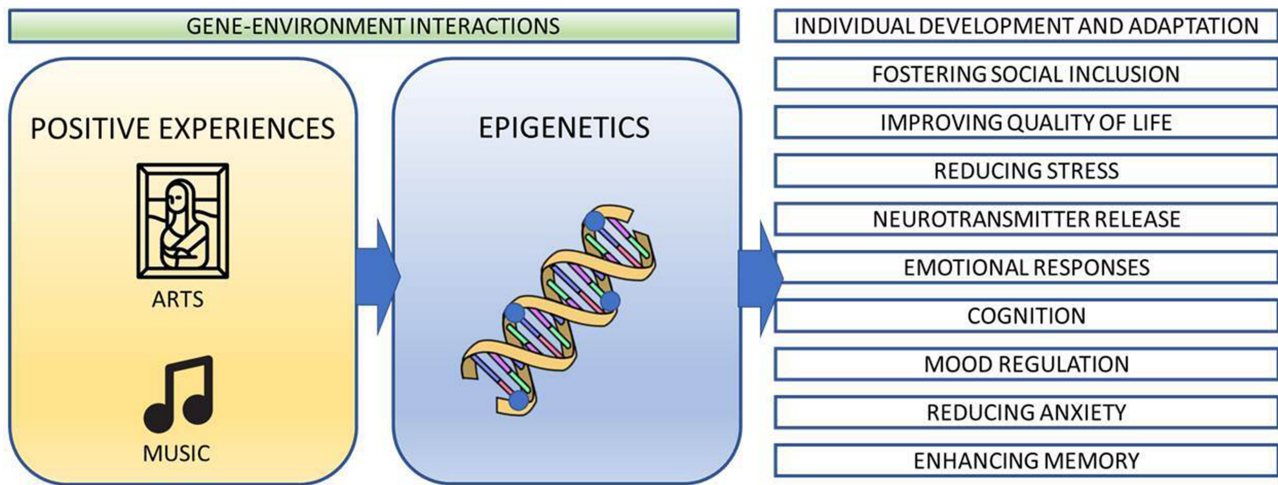 GENE-ENVIRONMENT INTERACTIONS
POSITIVE EXPERIENCES
ARTS
MUSIC
EPIGENETICS
INDIVIDUAL DEVELOPMENT AND ADAPTATION
FOSTERING SOCIAL INCLUSION
IMPROVING QUALITY OF LIFE
REDUCING STRESS
NEUROTRANSMITTER RELEASE
EMOTIONAL RESPONSES
COGNITION
MOOD REGULATION
REDUCING ANXIETY
ENHANCING MEMORY